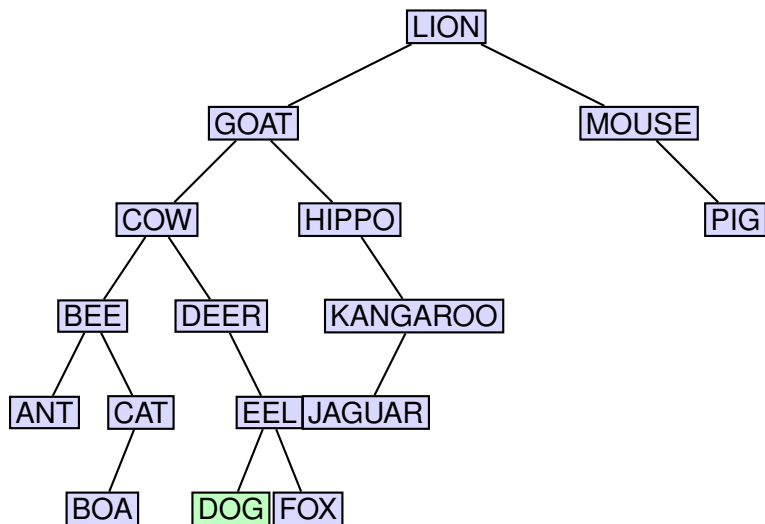 LION
GOAT MOUSE
COW HIPPO PIG
BEE DEER KANGAROO
ANT CAT EEL JAGUAR
BOA DOG FOX